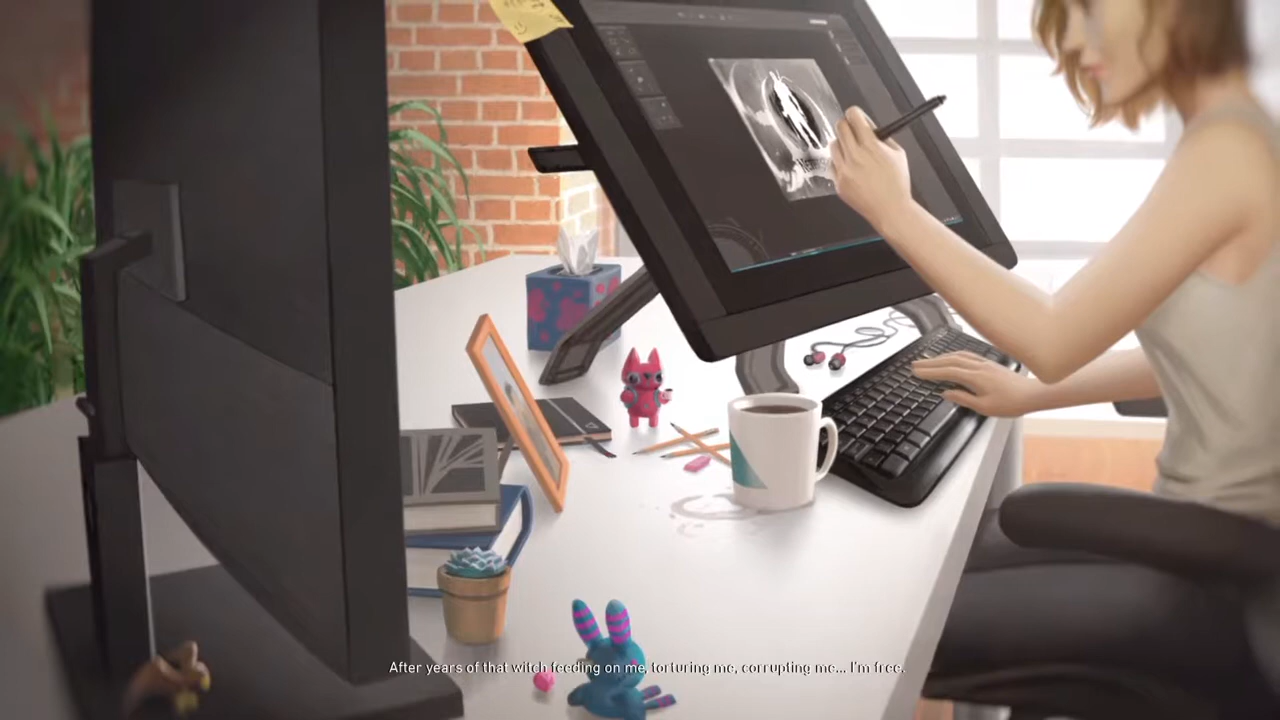 After years of that witch feeding on me, torturing me, corrupting me... I'm free.